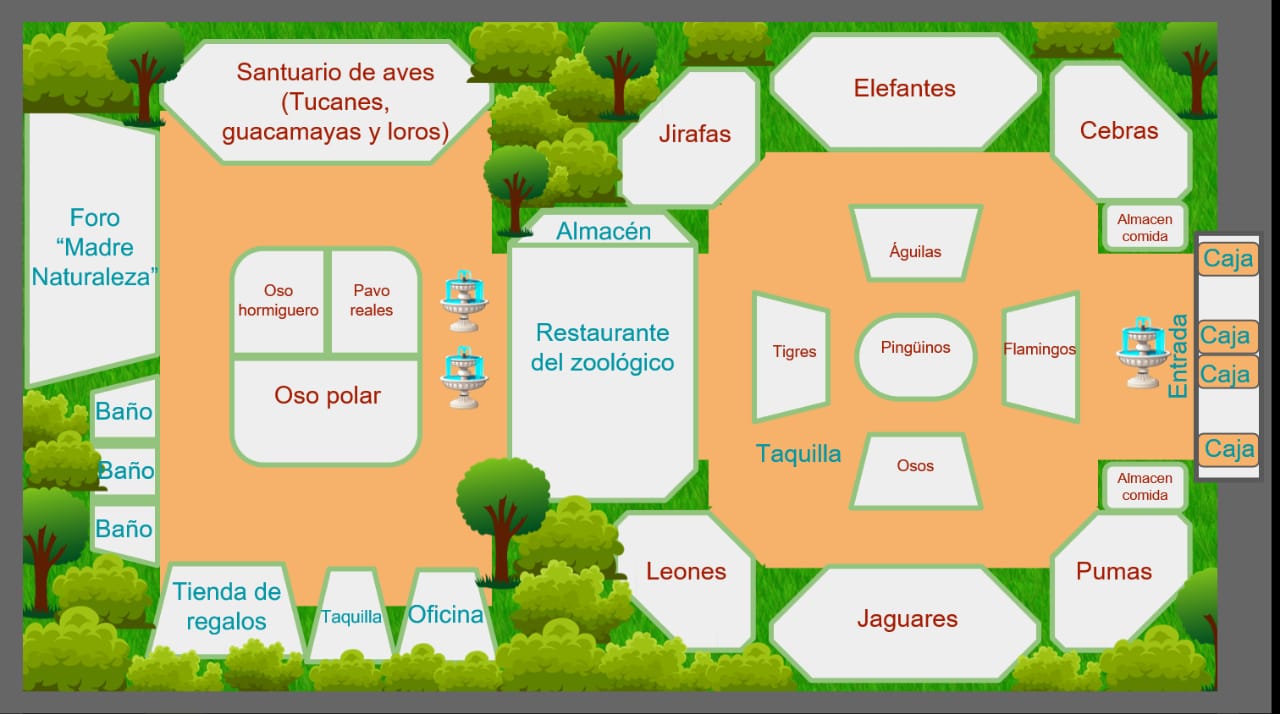 Santuario de aves
(Tucanes,
guacamayas y loros)
Elefantes
Jirafas
Cebras
Foro
“Madre
Naturaleza”
Almacén
Almacen
comida
Águilas
Caja
Oso
hormiguero
Pavo
reales
Restaurante
del zoológico
Tigres
Pingüinos
Flamingos
Entrada
Caja
Caja
Oso polar
Baño
Taquilla
Caja
Baño
Osos
Almacen
comida
Baño
Leones
Pumas
Tienda de
regalos
Taquilla
Oficina
Jaguares